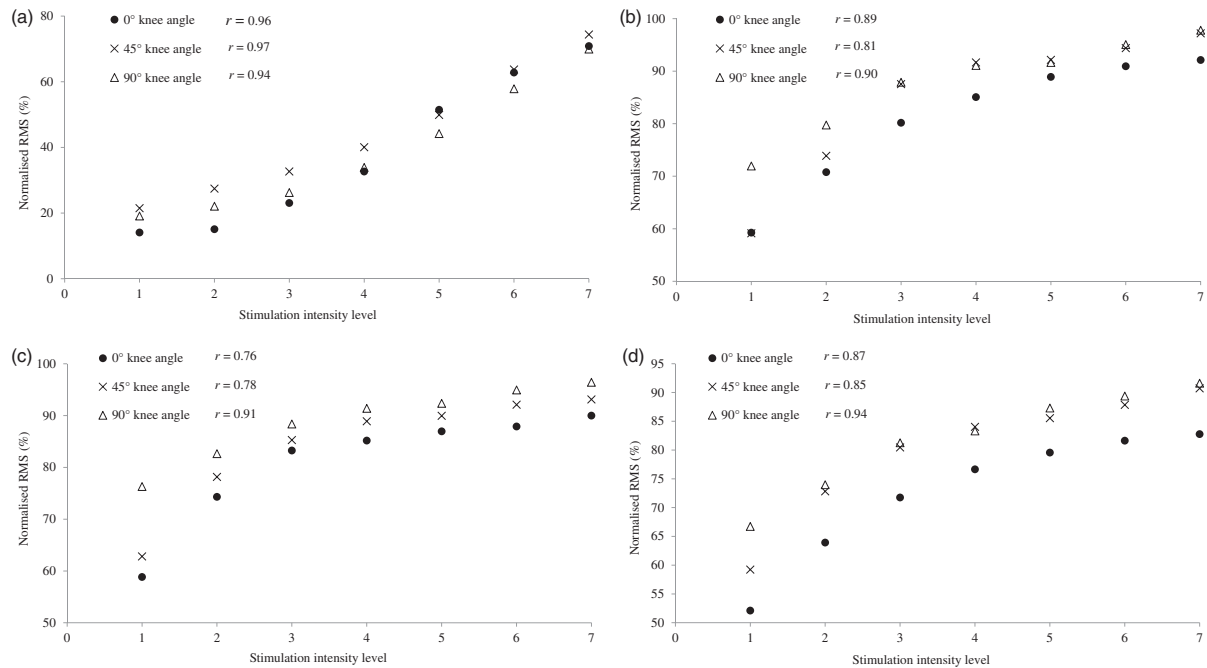 (a)
● 0° knee angle r = 0.96
× 45° knee angle r = 0.97
△ 90° knee angle r = 0.94
Normalised RMS (%)
80
60
40
20
0
0 1 2 3 4 5 6 7
Stimulation intensity level
(b)
● 0° knee angle r = 0.89
× 45° knee angle r = 0.81
△ 90° knee angle r = 0.90
Normalised RMS (%)
100
90
80
70
60
50
0 1 2 3 4 5 6 7
Stimulation intensity level
(c)
● 0° knee angle r = 0.76
× 45° knee angle r = 0.78
△ 90° knee angle r = 0.91
Normalised RMS (%)
100
90
80
70
60
50
0 1 2 3 4 5 6 7
Stimulation intensity level
(d)
● 0° knee angle r = 0.87
× 45° knee angle r = 0.85
△ 90° knee angle r = 0.94
Normalised RMS (%)
95
90
85
80
75
70
65
60
55
50
0 1 2 3 4 5 6 7
Stimulation intensity level